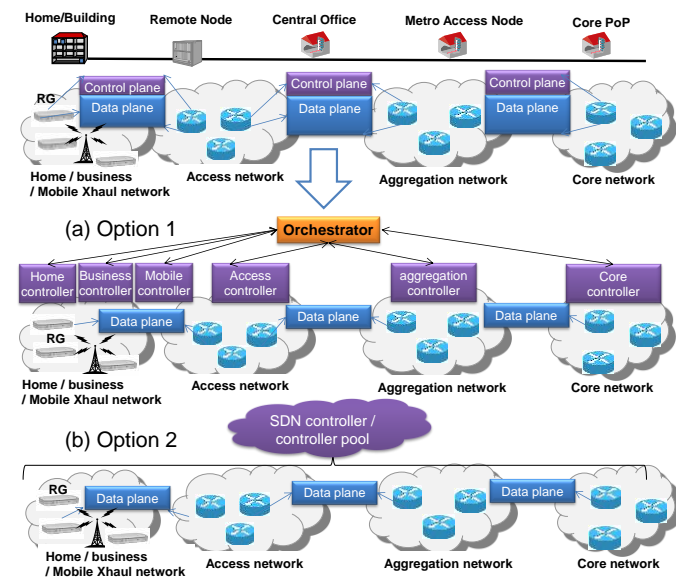 Home/Building
Remote Node
Central Office
Metro Access Node
Core PoP
RG
Control plane
Data plane
Control plane
Data plane
Control plane
Data plane
Home / business
/ Mobile Xhaul network
Access network
Aggregation network
Core network
(a) Option 1
Orchestrator
Home
controller
Business
controller
Mobile
controller
Access
controller
aggregation
controller
Core
controller
Data plane
Data plane
Data plane
RG
Home / business
/ Mobile Xhaul network
Access network
Aggregation network
Core network
(b) Option 2
SDN controller /
controller pool
RG
Data plane
Data plane
Data plane
Home / business
/ Mobile Xhaul network
Access network
Aggregation network
Core network